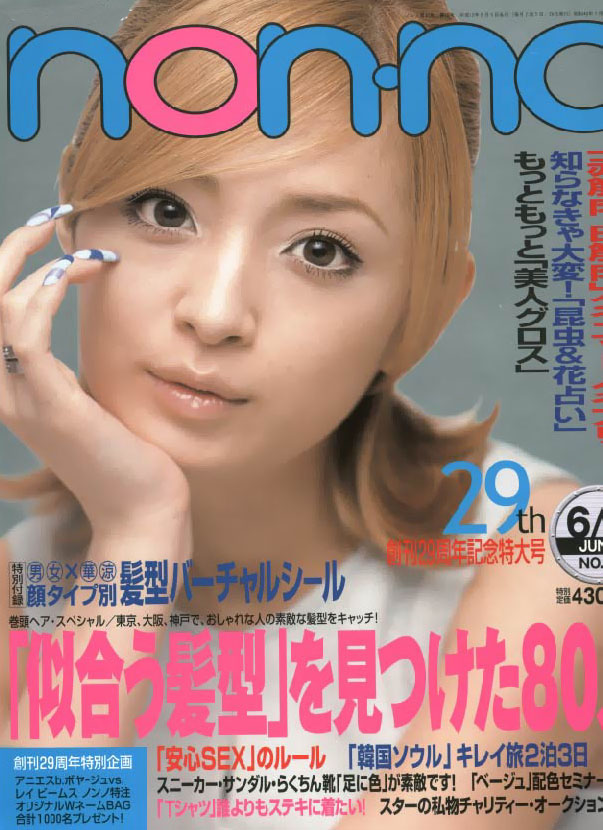 non-no
知らなきゃ大変!「昆虫&花占い」
もっともっと「美人グロス」
29th
創刊29周年記念特大号
6/
JUN
NO.
特別定価430
特別付録
男女×華涼
顔タイプ別髪型バーチャルシール
巻頭ヘア・スペシャル/東京、大阪、神戸で、おしゃれな人の素敵な髪型をキャッチ!
「似合う髪型」を見つけた80
創刊29周年特別企画
アニエスb.ボヤージュvs.
レイ ビームス ノンノ特注
オリジナルWネームBAG
合計1000名プレゼント!
「安心SEX」のルール 「韓国ソウル」キレイ旅2泊3日
スニーカー・サンダル・らくちん靴「足に色」が素敵です! 「ベージュ」配色セミナー
「Tシャツ」誰よりもステキに着たい! スターの私物チャリティー・オークション